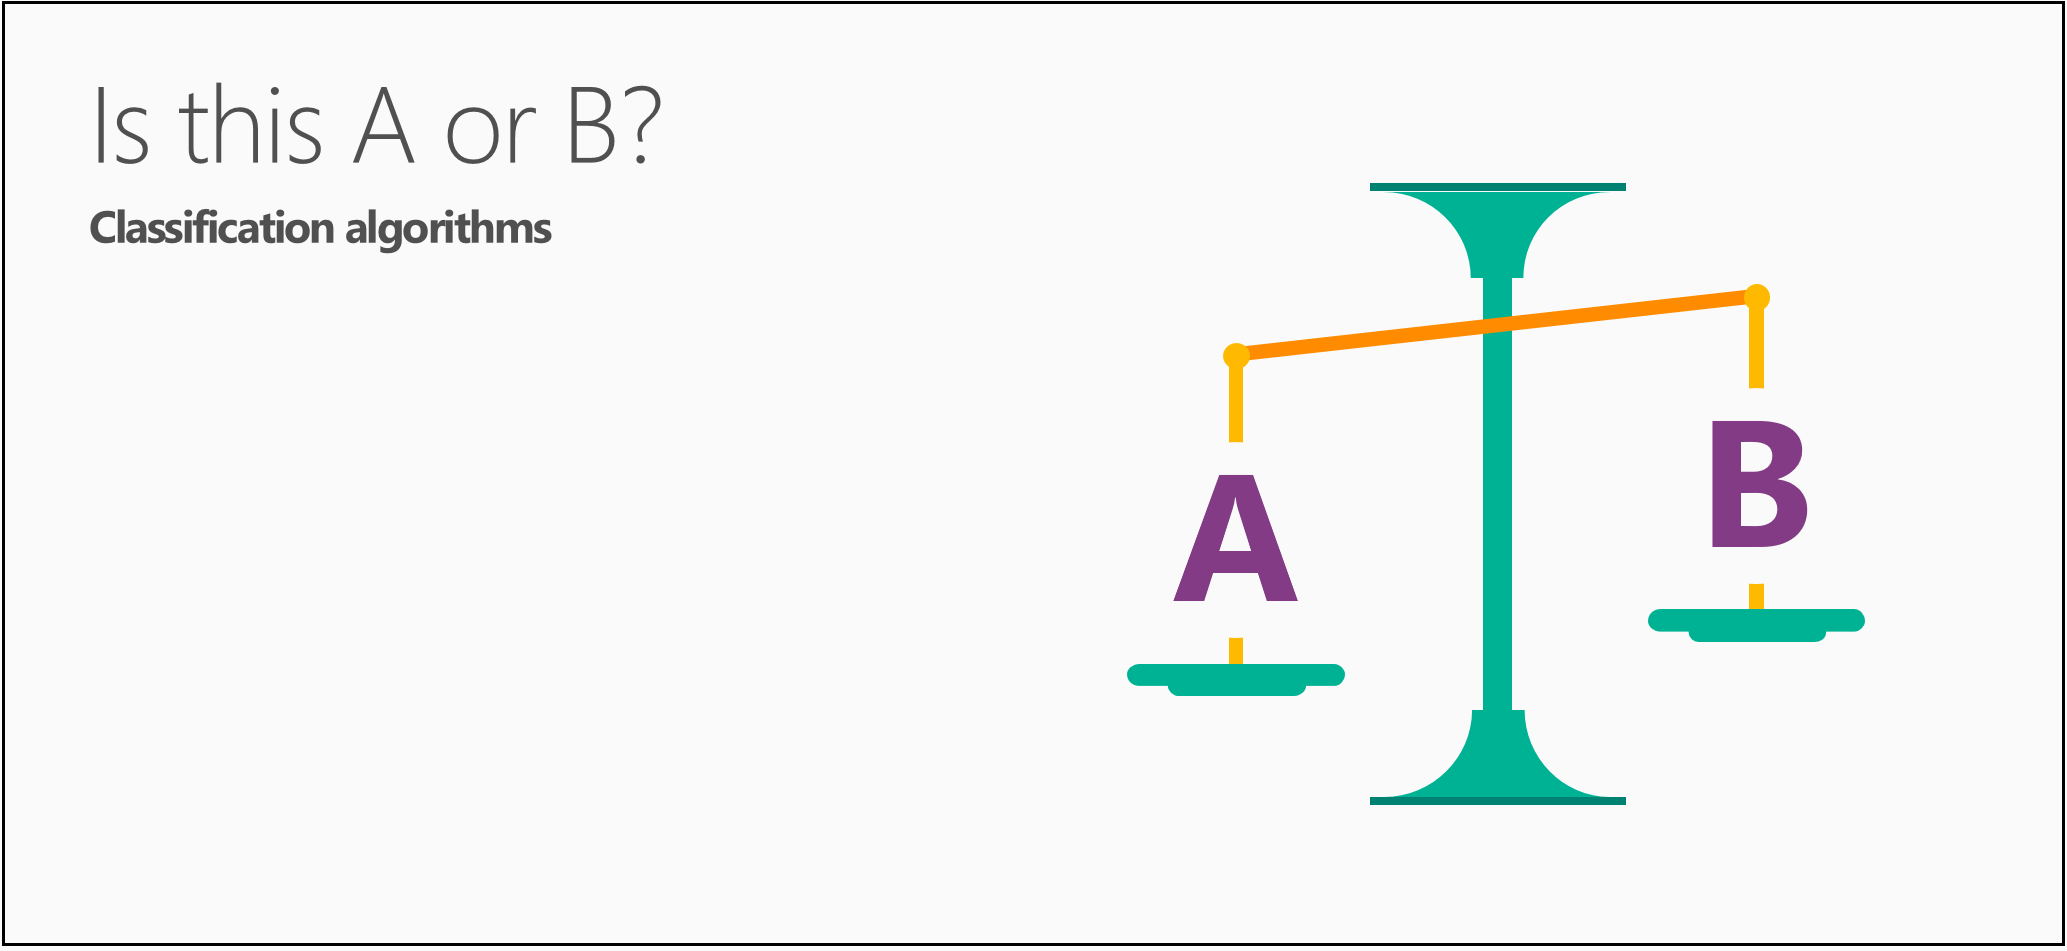 Is this A or B?
Classification algorithms
A
B